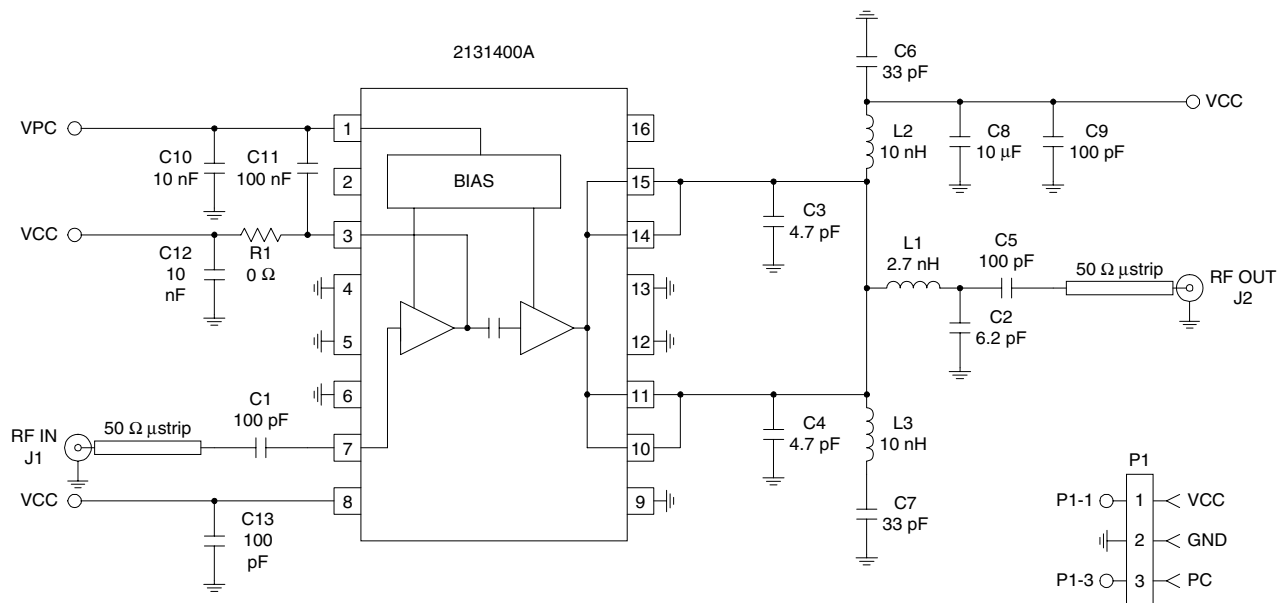 2131400A
C6
33 pF
VCC
L2
10 nH
C8
10 µF
C9
100 pF
VPC
C10
10 nF
C11
100 nF
1
16
2
BIAS
15
VCC
C12
10
nF
R1
0 Ω
3
14
C3
4.7 pF
L1
2.7 nH
C5
100 pF
50 Ω µstrip
RF OUT
J2
4
13
C2
6.2 pF
5
12
6
11
C1
100 pF
RF IN
J1
50 Ω µstrip
7
10
C4
4.7 pF
L3
10 nH
VCC
8
9
C13
100
pF
C7
33 pF
P1
P1-1
1
VCC
2
GND
P1-3
3
PC